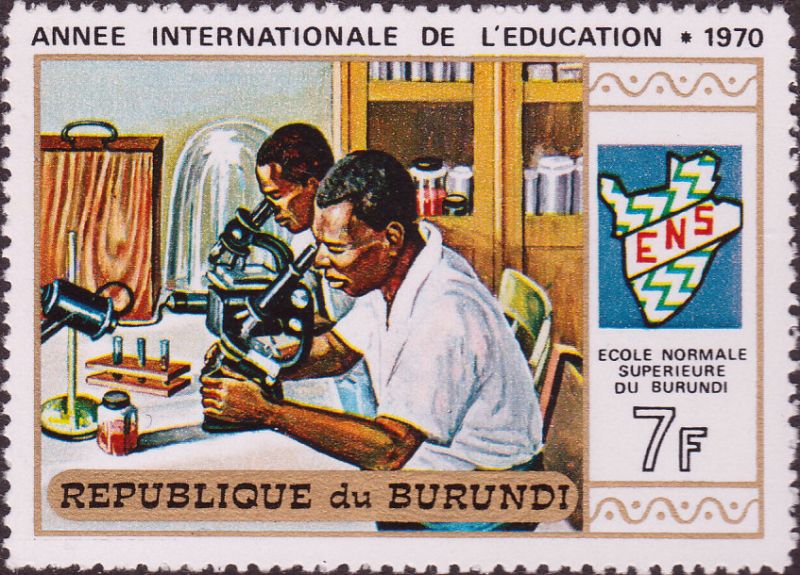 ANNEE INTERNATIONALE DE L'EDUCATION * 1970
ENS
ECOLE NORMALE
SUPERIEURE
DU BURUNDI
7F
REPUBLIQUE du BURUNDI